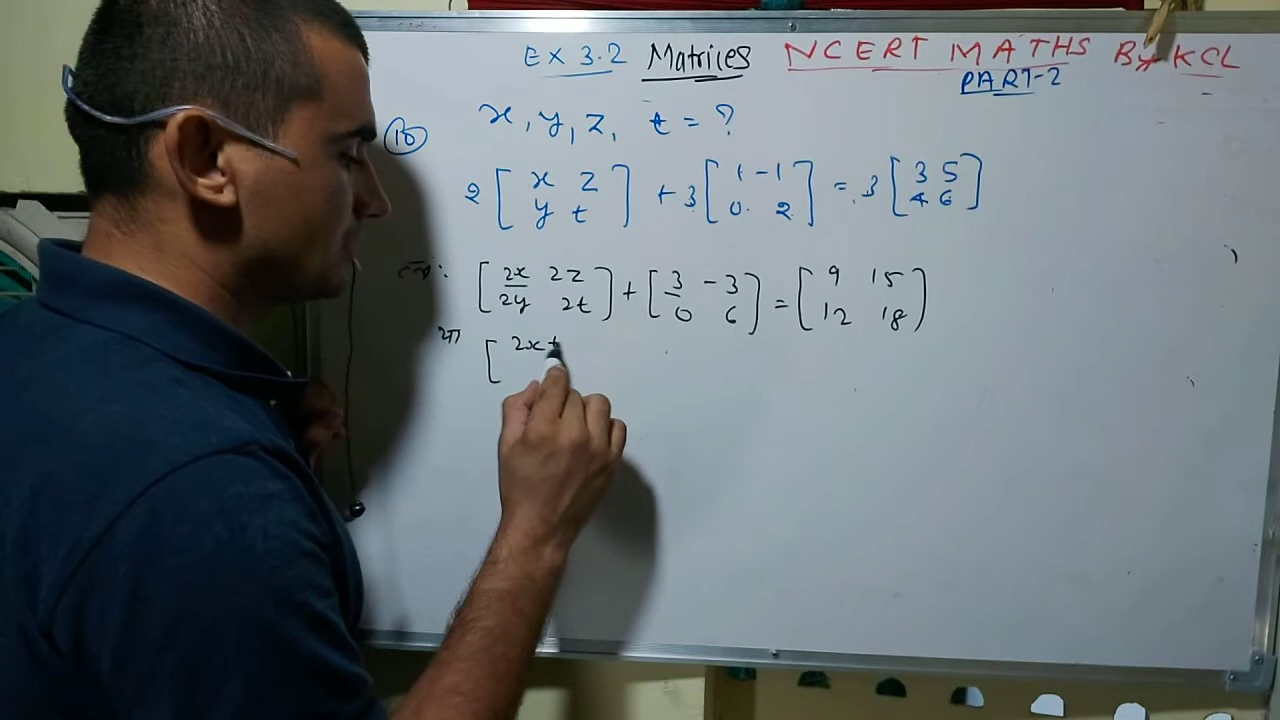 EX 3.2 Matrices NCERT MATHS By KCL
PART-2
10 x, y, z, t = ?
2 [ x z ] + 3 [ 1 -1 ] = 3 [ 3 5 ]
[ y t ] [ 0 2 ] [ 4 6 ]
[ 2x 2z ] + [ 3 -3 ] = [ 9 15 ]
[ 2y 2t ] [ 0 6 ] [ 12 18 ]
या [ 2x +